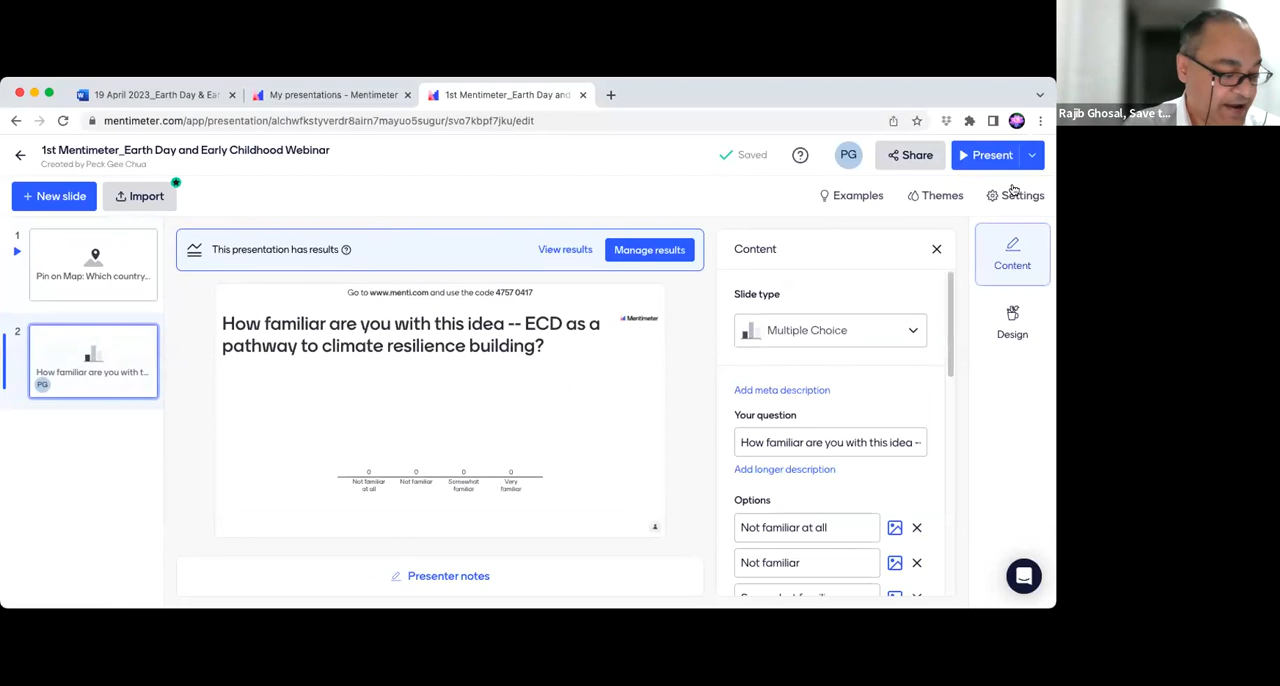 19 April 2023_Earth Day & Ear
My presentations - Mentimeter
1st Mentimeter_Earth Day and
mentimeter.com/app/presentation/alchwfkstyverdr8airn7mayuo5sugur/svo7kbpf7jku/edit
1st Mentimeter_Earth Day and Early Childhood Webinar
Created by Peck Gee Chua
Saved
PG
Share
Present
+ New slide
Import
Examples
Themes
Settings
1
Pin on Map: Which country...
2
How familiar are you with t...
PG
This presentation has results
View results
Manage results
Go to www.menti.com and use the code 4757 0417
How familiar are you with this idea -- ECD as a
pathway to climate resilience building?
Mentimeter
0 0 0 0
Not familiar at all
Not familiar
Somewhat familiar
Very familiar
Presenter notes
Content
Slide type
Multiple Choice
Add meta description
Your question
How familiar are you with this idea --
Add longer description
Options
Not familiar at all
Not familiar
Content
Design
Rajib Ghosal, Save t...